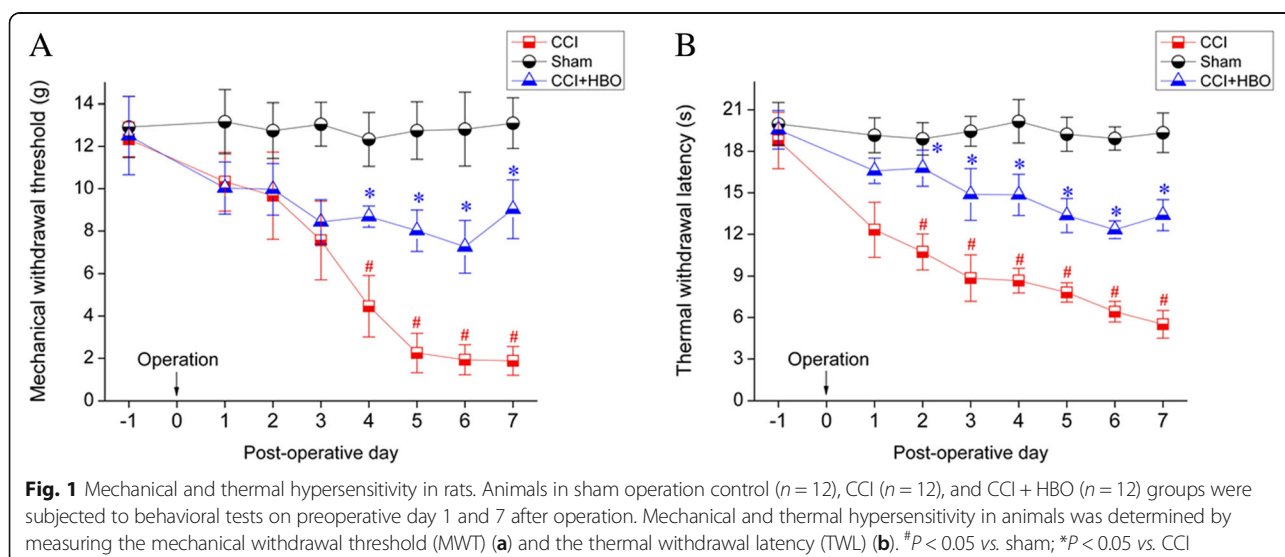 A
CCI
Sham
CCI+HBO
Mechanical withdrawal threshold (g)
14
12
10
8
6
4
2
0
* * * *
# # # #
Operation
-1 0 1 2 3 4 5 6 7
Post-operative day
B
CCI
Sham
CCI+HBO
Thermal withdrawal latency (s)
21
18
15
12
9
6
3
0
* * * * * *
# # # # # #
Operation
-1 0 1 2 3 4 5 6 7
Post-operative day
Fig. 1 Mechanical and thermal hypersensitivity in rats. Animals in sham operation control (n = 12), CCI (n = 12), and CCI + HBO (n = 12) groups were
subjected to behavioral tests on preoperative day 1 and 7 after operation. Mechanical and thermal hypersensitivity in animals was determined by
measuring the mechanical withdrawal threshold (MWT) (a) and the thermal withdrawal latency (TWL) (b). #P < 0.05 vs. sham; *P < 0.05 vs. CCI